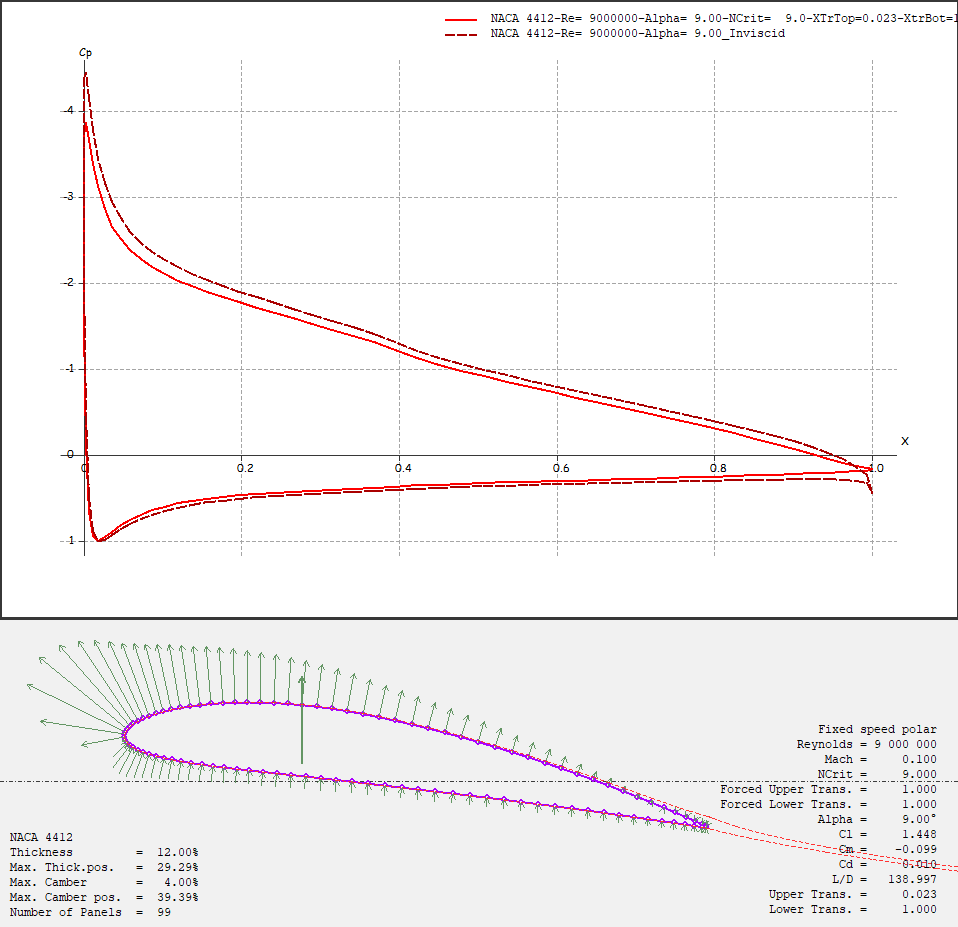 NACA 4412-Re= 9000000-Alpha= 9.00-NCrit=  9.0-XTrTop=0.023-XtrBot=1
NACA 4412-Re= 9000000-Alpha= 9.00_Inviscid
Cp
-4
-3
-2
-1
0
X
0 0.2 0.4 0.6 0.8 1.0
1
Fixed speed polar
Reynolds = 9 000 000
Mach = 0.100
NCrit = 9.000
Forced Upper Trans. = 1.000
Forced Lower Trans. = 1.000
Alpha = 9.00°
Cl = 1.448
Cm = -0.099
Cd = 0.010
L/D = 138.997
Upper Trans. = 0.023
Lower Trans. = 1.000
NACA 4412
Thickness = 12.00%
Max. Thick.pos. = 29.29%
Max. Camber = 4.00%
Max. Camber pos. = 39.39%
Number of Panels = 99